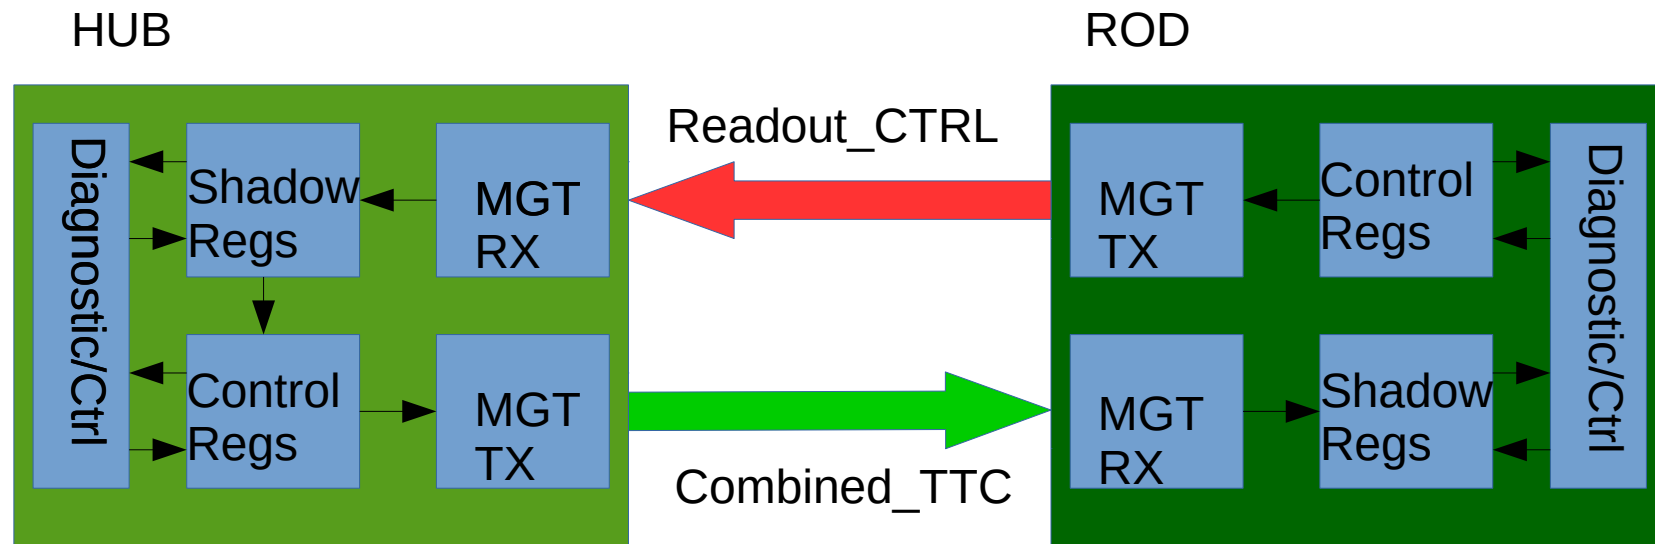 HUB
ROD
Readout_CTRL
Diagnostic/Ctrl
Shadow
Regs
MGT
RX
MGT
TX
Control
Regs
Diagnostic/Ctrl
Control
Regs
MGT
TX
MGT
RX
Shadow
Regs
Combined_TTC